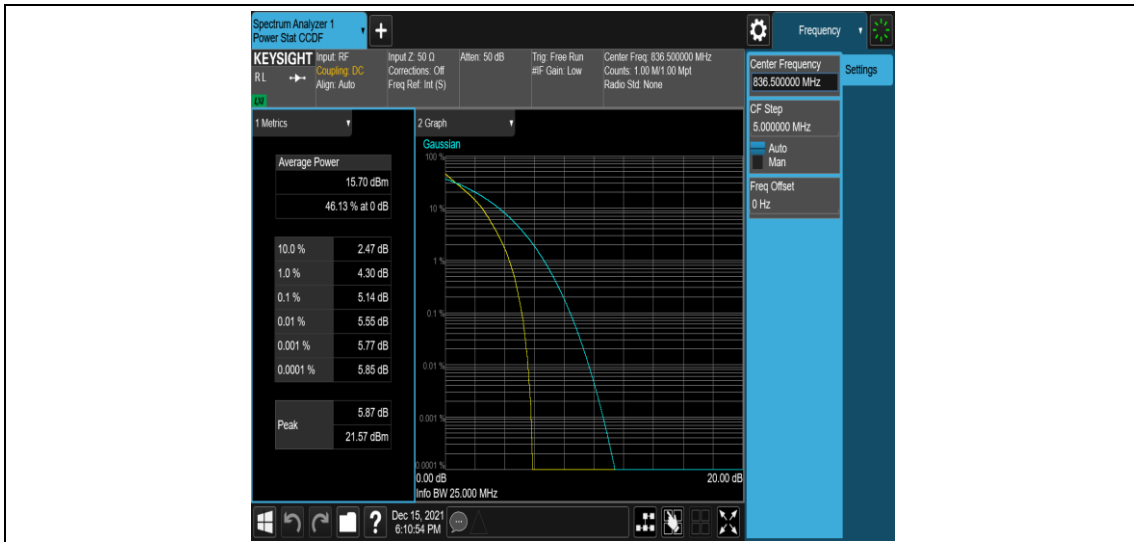 Spectrum Analyzer 1
Power Stat CCDF
+
Frequency
KEYSIGHT
R L
LXI
Input: RF
Coupling: DC
Align: Auto
Input Z: 50 Ω
Corrections: Off
Freq Ref: Int (S)
Atten: 50 dB
Trig: Free Run
#IF Gain: Low
Center Freq: 836.500000 MHz
Counts: 1.00 M/1.00 Mpt
Radio Std: None
Center Frequency
836.500000 MHz
Settings
CF Step
5.000000 MHz
Auto
Man
Freq Offset
0 Hz
1 Metrics
Average Power
15.70 dBm
46.13 % at 0 dB
10.0 % 2.47 dB
1.0 % 4.30 dB
0.1 % 5.14 dB
0.01 % 5.55 dB
0.001 % 5.77 dB
0.0001 % 5.85 dB
Peak
5.87 dB
21.57 dBm
2 Graph
Gaussian
100 %
10 %
1 %
0.1 %
0.01 %
0.001 %
0.0001 %
0.00 dB 20.00 dB
Info BW 25.000 MHz
?
Dec 15, 2021
6:10:54 PM